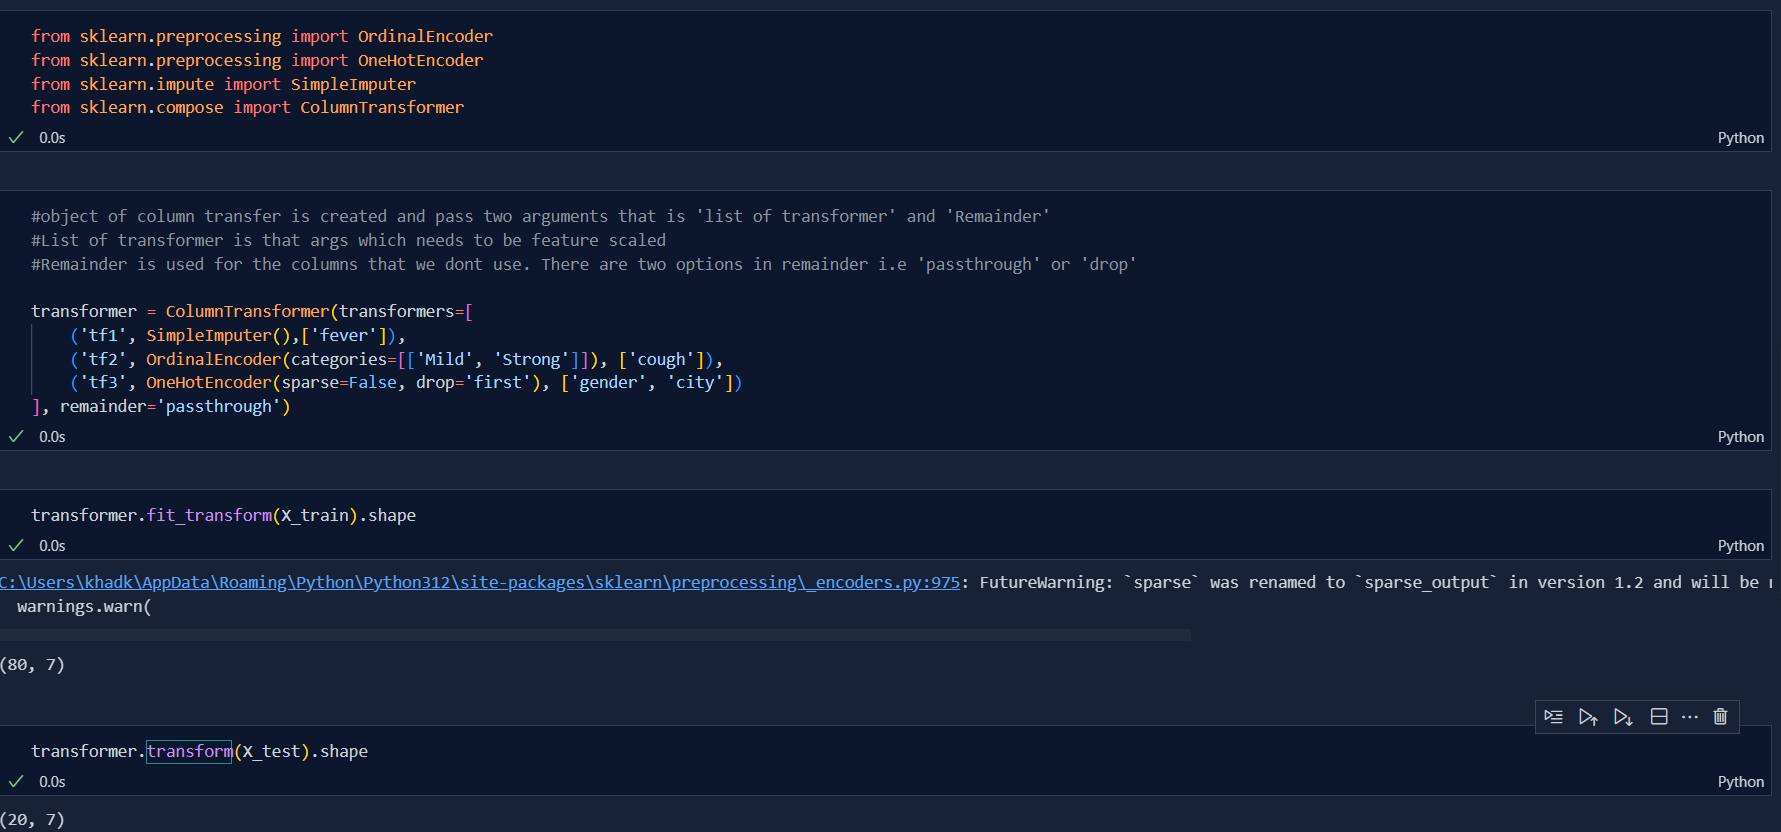 from sklearn.preprocessing import OrdinalEncoder
from sklearn.preprocessing import OneHotEncoder
from sklearn.impute import SimpleImputer
from sklearn.compose import ColumnTransformer
0.0s
Python
#object of column transfer is created and pass two arguments that is 'list of transformer' and 'Remainder'
#List of transformer is that args which needs to be feature scaled
#Remainder is used for the columns that we dont use. There are two options in remainder i.e 'passthrough' or 'drop'
transformer = ColumnTransformer(transformers=[
    ('tf1', SimpleImputer(),['fever']),
    ('tf2', OrdinalEncoder(categories=[['Mild', 'Strong']]), ['cough']),
    ('tf3', OneHotEncoder(sparse=False, drop='first'), ['gender', 'city'])
], remainder='passthrough')
0.0s
Python
transformer.fit_transform(X_train).shape
0.0s
Python
C:\Users\khadk\AppData\Roaming\Python\Python312\site-packages\sklearn\preprocessing\_encoders.py:975: FutureWarning: `sparse` was renamed to `sparse_output` in version 1.2 and will be
  warnings.warn(
(80, 7)
transformer.transform(X_test).shape
0.0s
Python
(20, 7)